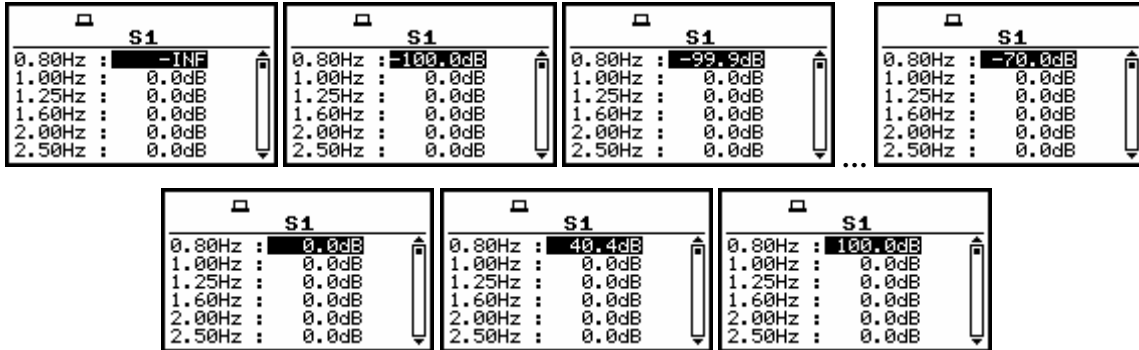 S1
0.80Hz : -INF
1.00Hz : 0.0dB
1.25Hz : 0.0dB
1.60Hz : 0.0dB
2.00Hz : 0.0dB
2.50Hz : 0.0dB
S1
0.80Hz :-100.0dB
1.00Hz : 0.0dB
1.25Hz : 0.0dB
1.60Hz : 0.0dB
2.00Hz : 0.0dB
2.50Hz : 0.0dB
S1
0.80Hz : -99.9dB
1.00Hz : 0.0dB
1.25Hz : 0.0dB
1.60Hz : 0.0dB
2.00Hz : 0.0dB
2.50Hz : 0.0dB
...
S1
0.80Hz : -70.0dB
1.00Hz : 0.0dB
1.25Hz : 0.0dB
1.60Hz : 0.0dB
2.00Hz : 0.0dB
2.50Hz : 0.0dB
S1
0.80Hz : 0.0dB
1.00Hz : 0.0dB
1.25Hz : 0.0dB
1.60Hz : 0.0dB
2.00Hz : 0.0dB
2.50Hz : 0.0dB
S1
0.80Hz : 40.4dB
1.00Hz : 0.0dB
1.25Hz : 0.0dB
1.60Hz : 0.0dB
2.00Hz : 0.0dB
2.50Hz : 0.0dB
S1
0.80Hz : 100.0dB
1.00Hz : 0.0dB
1.25Hz : 0.0dB
1.60Hz : 0.0dB
2.00Hz : 0.0dB
2.50Hz : 0.0dB